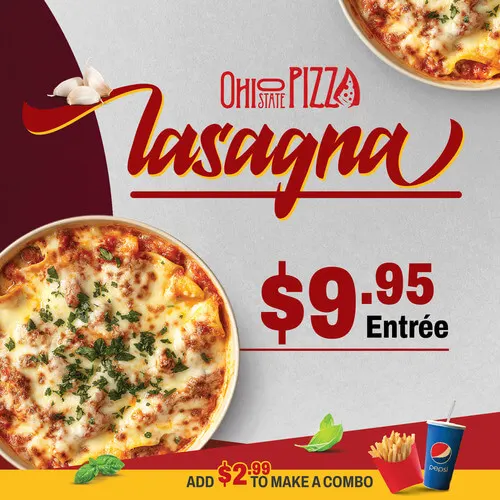 OHIO STATE PIZZA
lasagna
$9.95
Entrée
pepsi
ADD $2.99 TO MAKE A COMBO